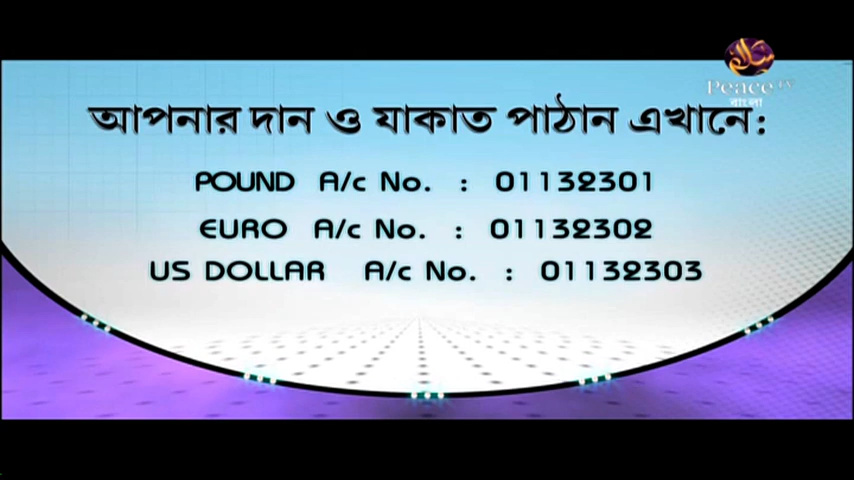 Peace TV
বাংলা
আপনার দান ও যাকাত পাঠান এখানে:
POUND A/c No. : 01132301
EURO A/c No. : 01132302
US DOLLAR A/c No. : 01132303